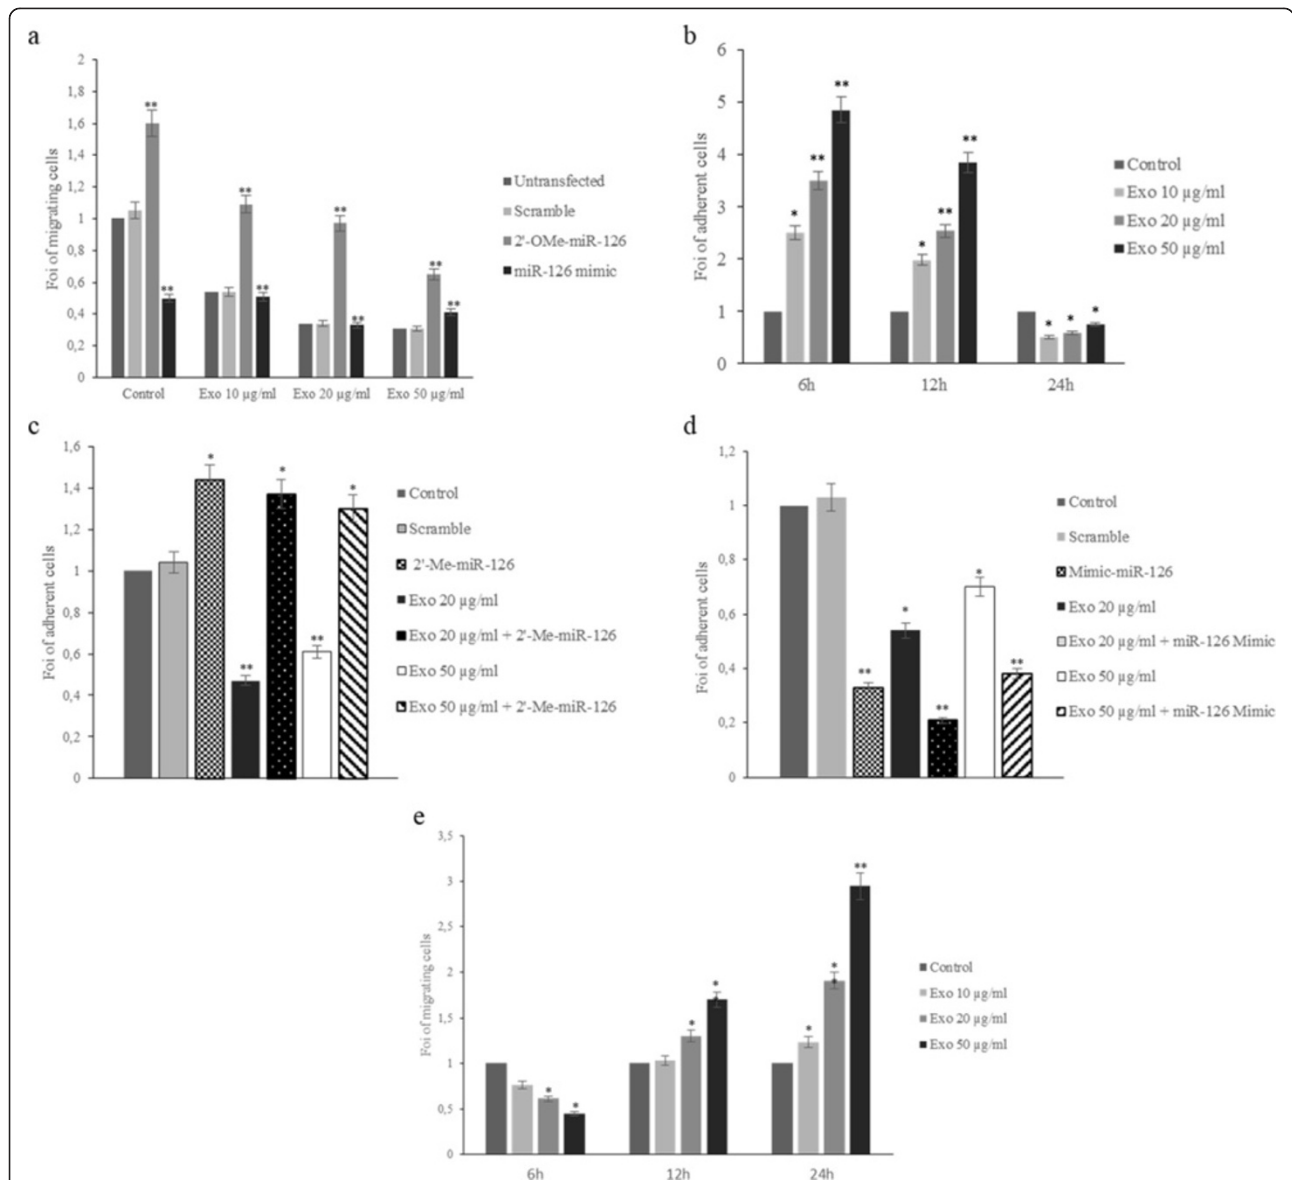 a
2
1,8
1,6
1,4
1,2
1
0,8
0,6
0,4
0,2
0
Foi of migrating cells
** ** ** ** ** ** ** **
Control Exo 10 µg/ml Exo 20 µg/ml Exo 50 µg/ml
Untransfected
Scramble
2'-OMe-miR-126
miR-126 mimic
b
6
5
4
3
2
1
0
Foi of adherent cells
* ** ** * ** ** * * *
6h 12h 24h
Control
Exo 10 µg/ml
Exo 20 µg/ml
Exo 50 µg/ml
c
1,6
1,4
1,2
1
0,8
0,6
0,4
0,2
0
Foi of adherent cells
* ** * ** *
Control
Scramble
2'-Me-miR-126
Exo 20 µg/ml
Exo 20 µg/ml + 2'-Me-miR-126
Exo 50 µg/ml
Exo 50 µg/ml + 2'-Me-miR-126
d
1,2
1
0,8
0,6
0,4
0,2
0
Foi of adherent cells
** * ** * **
Control
Scramble
Mimic-miR-126
Exo 20 µg/ml
Exo 20 µg/ml + miR-126 Mimic
Exo 50 µg/ml
Exo 50 µg/ml + miR-126 Mimic
e
3,5
3
2,5
2
1,5
1
0,5
0
Foi of migrating cells
* * * * * * * * **
6h 12h 24h
Control
Exo 10 µg/ml
Exo 20 µg/ml
Exo 50 µg/ml